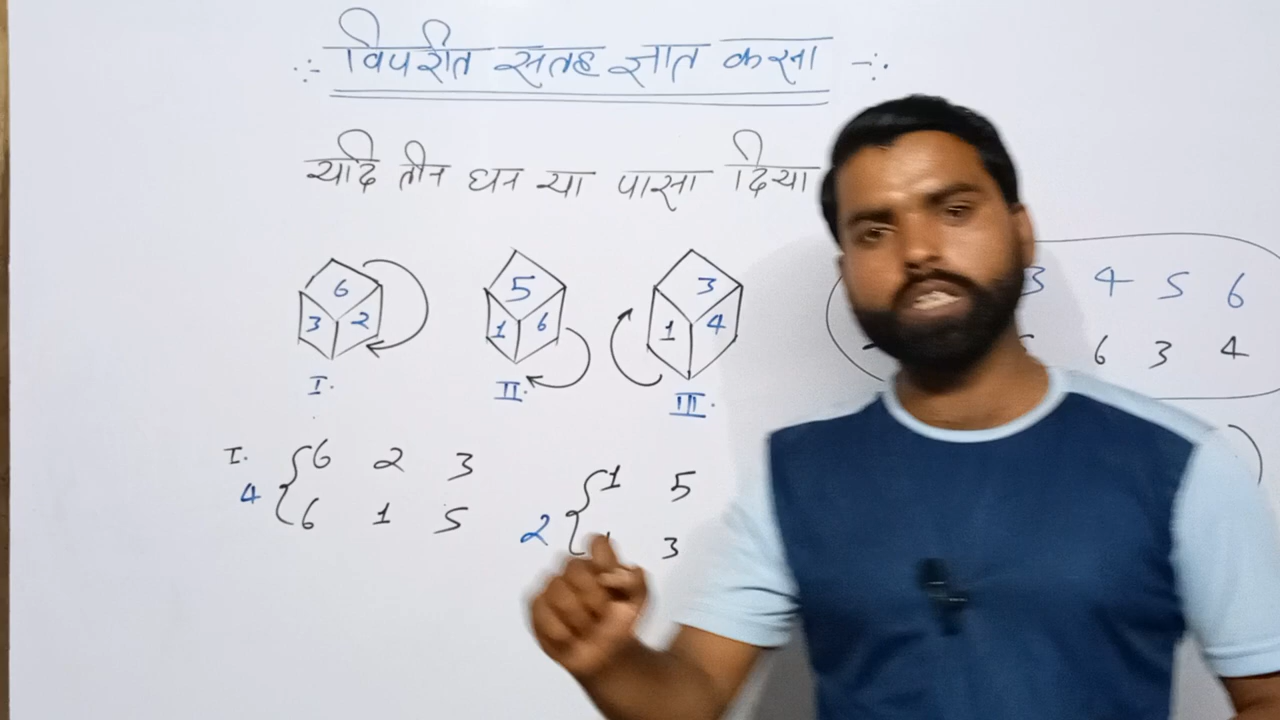 :- विपरीत सतह ज्ञात करना -:
यदि तीन घन या पासा दिया
6 3 2
5 1 6
3 1 4
I. II. III.
3 4 5 6
6 3 4
I. 6 2 3
4
6 1 5
1 5
2
3